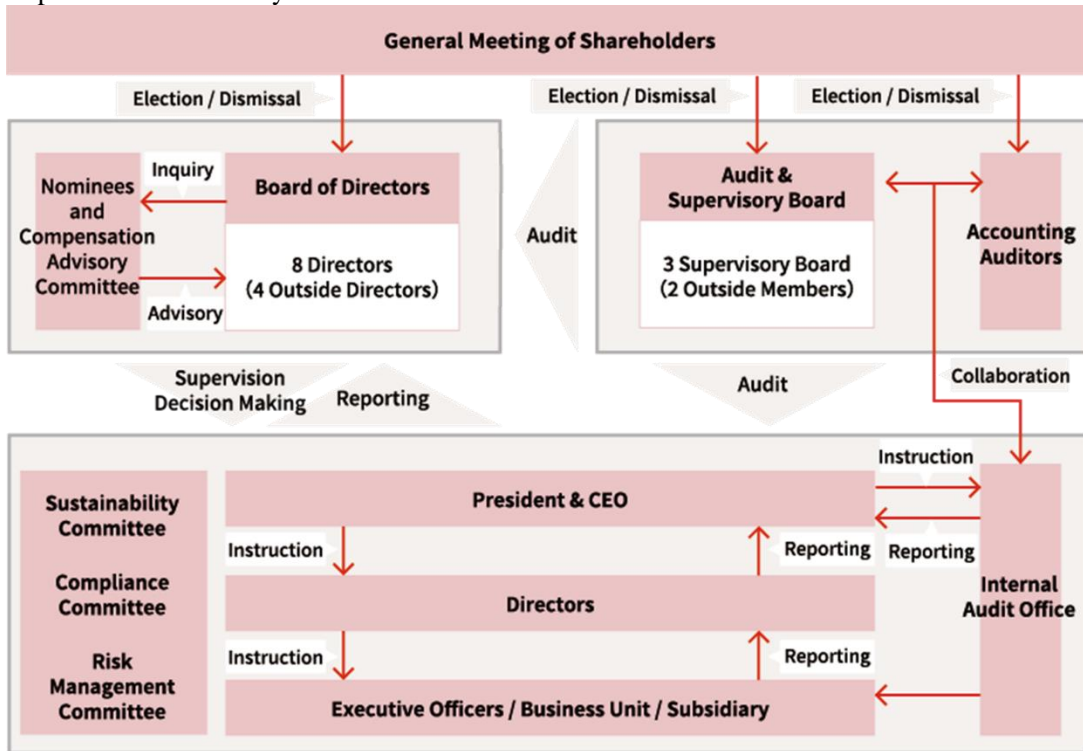 General Meeting of Shareholders
Election / Dismissal
Election / Dismissal
Election / Dismissal
Nominees
and
Compensation
Advisory
Committee
Inquiry
Advisory
Board of Directors
8 Directors
(4 Outside Directors)
Audit
Audit &
Supervisory Board
3 Supervisory Board
(2 Outside Members)
Accounting
Auditors
Supervision
Decision Making
Reporting
Audit
Collaboration
Sustainability
Committee
Compliance
Committee
Risk
Management
Committee
President & CEO
Instruction
Reporting
Instruction
Reporting
Directors
Instruction
Reporting
Executive Officers / Business Unit / Subsidiary
Internal
Audit Office